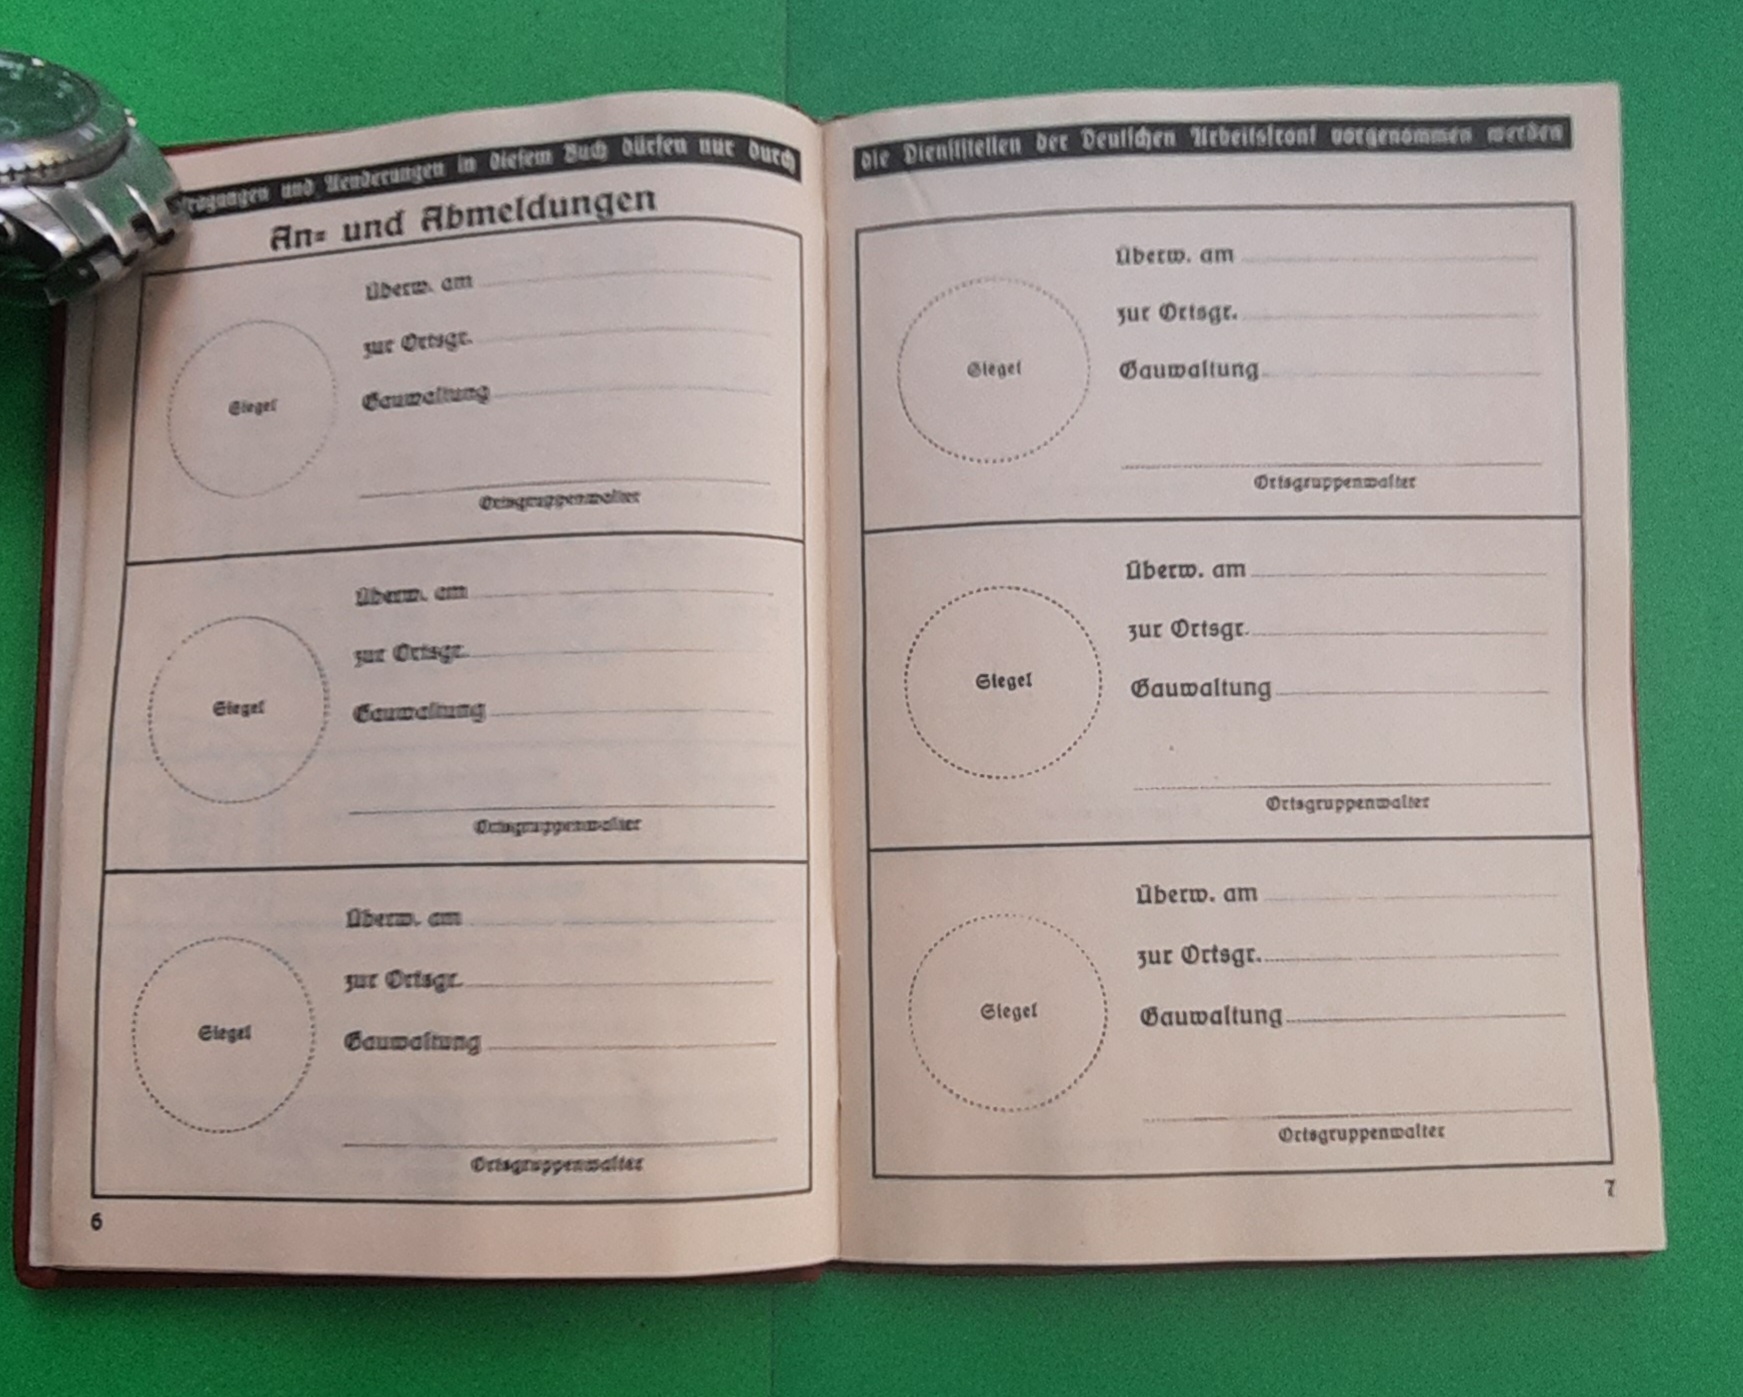 und Aenderungen in diesem Buch dürfen nur durch
An- und Abmeldungen
Überw. am
zur Ortsgr.
Siegel
Gauwaltung
Ortsgruppenwalter
Überw. am
zur Ortsgr.
Siegel
Gauwaltung
Ortsgruppenwalter
Überw. am
zur Ortsgr.
Siegel
Gauwaltung
Ortsgruppenwalter
6
die Dienststellen der Deutschen Arbeitsfront vorgenommen werden
Überw. am
zur Ortsgr.
Siegel
Gauwaltung
Ortsgruppenwalter
Überw. am
zur Ortsgr.
Siegel
Gauwaltung
Ortsgruppenwalter
Überw. am
zur Ortsgr.
Siegel
Gauwaltung
Ortsgruppenwalter
7